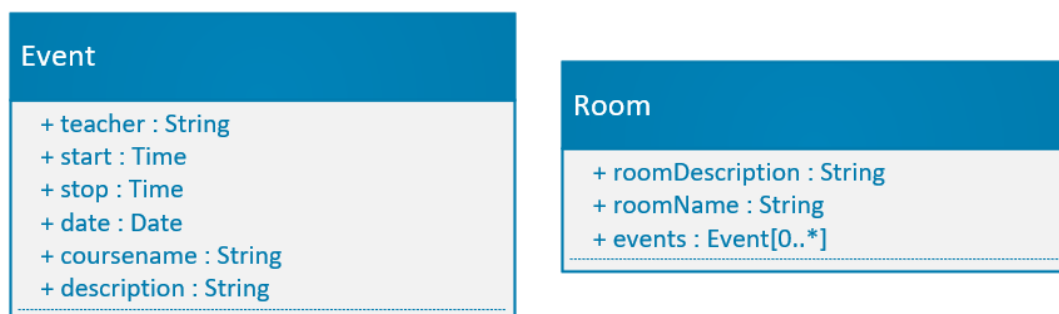 Event
+ teacher : String
+ start : Time
+ stop : Time
+ date : Date
+ coursename : String
+ description : String
Room
+ roomDescription : String
+ roomName : String
+ events : Event[0..*]